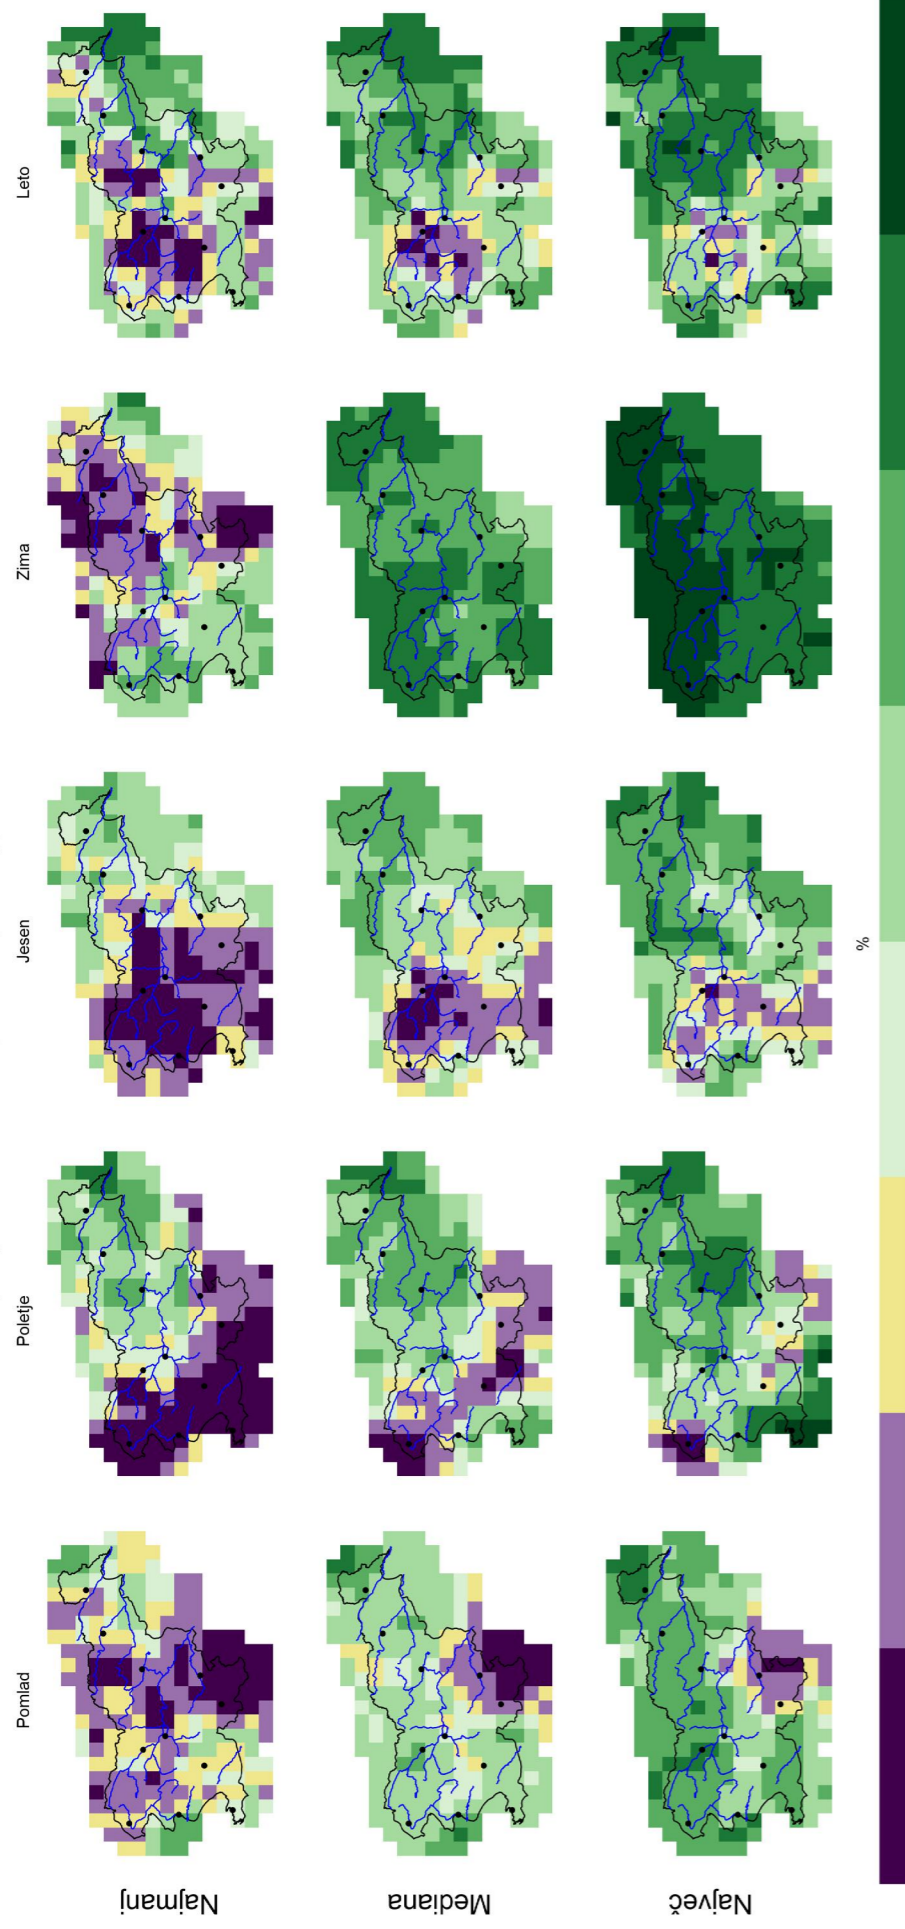 Pomlad
Poletje
Jesen
Zima
Leto
Najmanj
Mediana
Največ
%